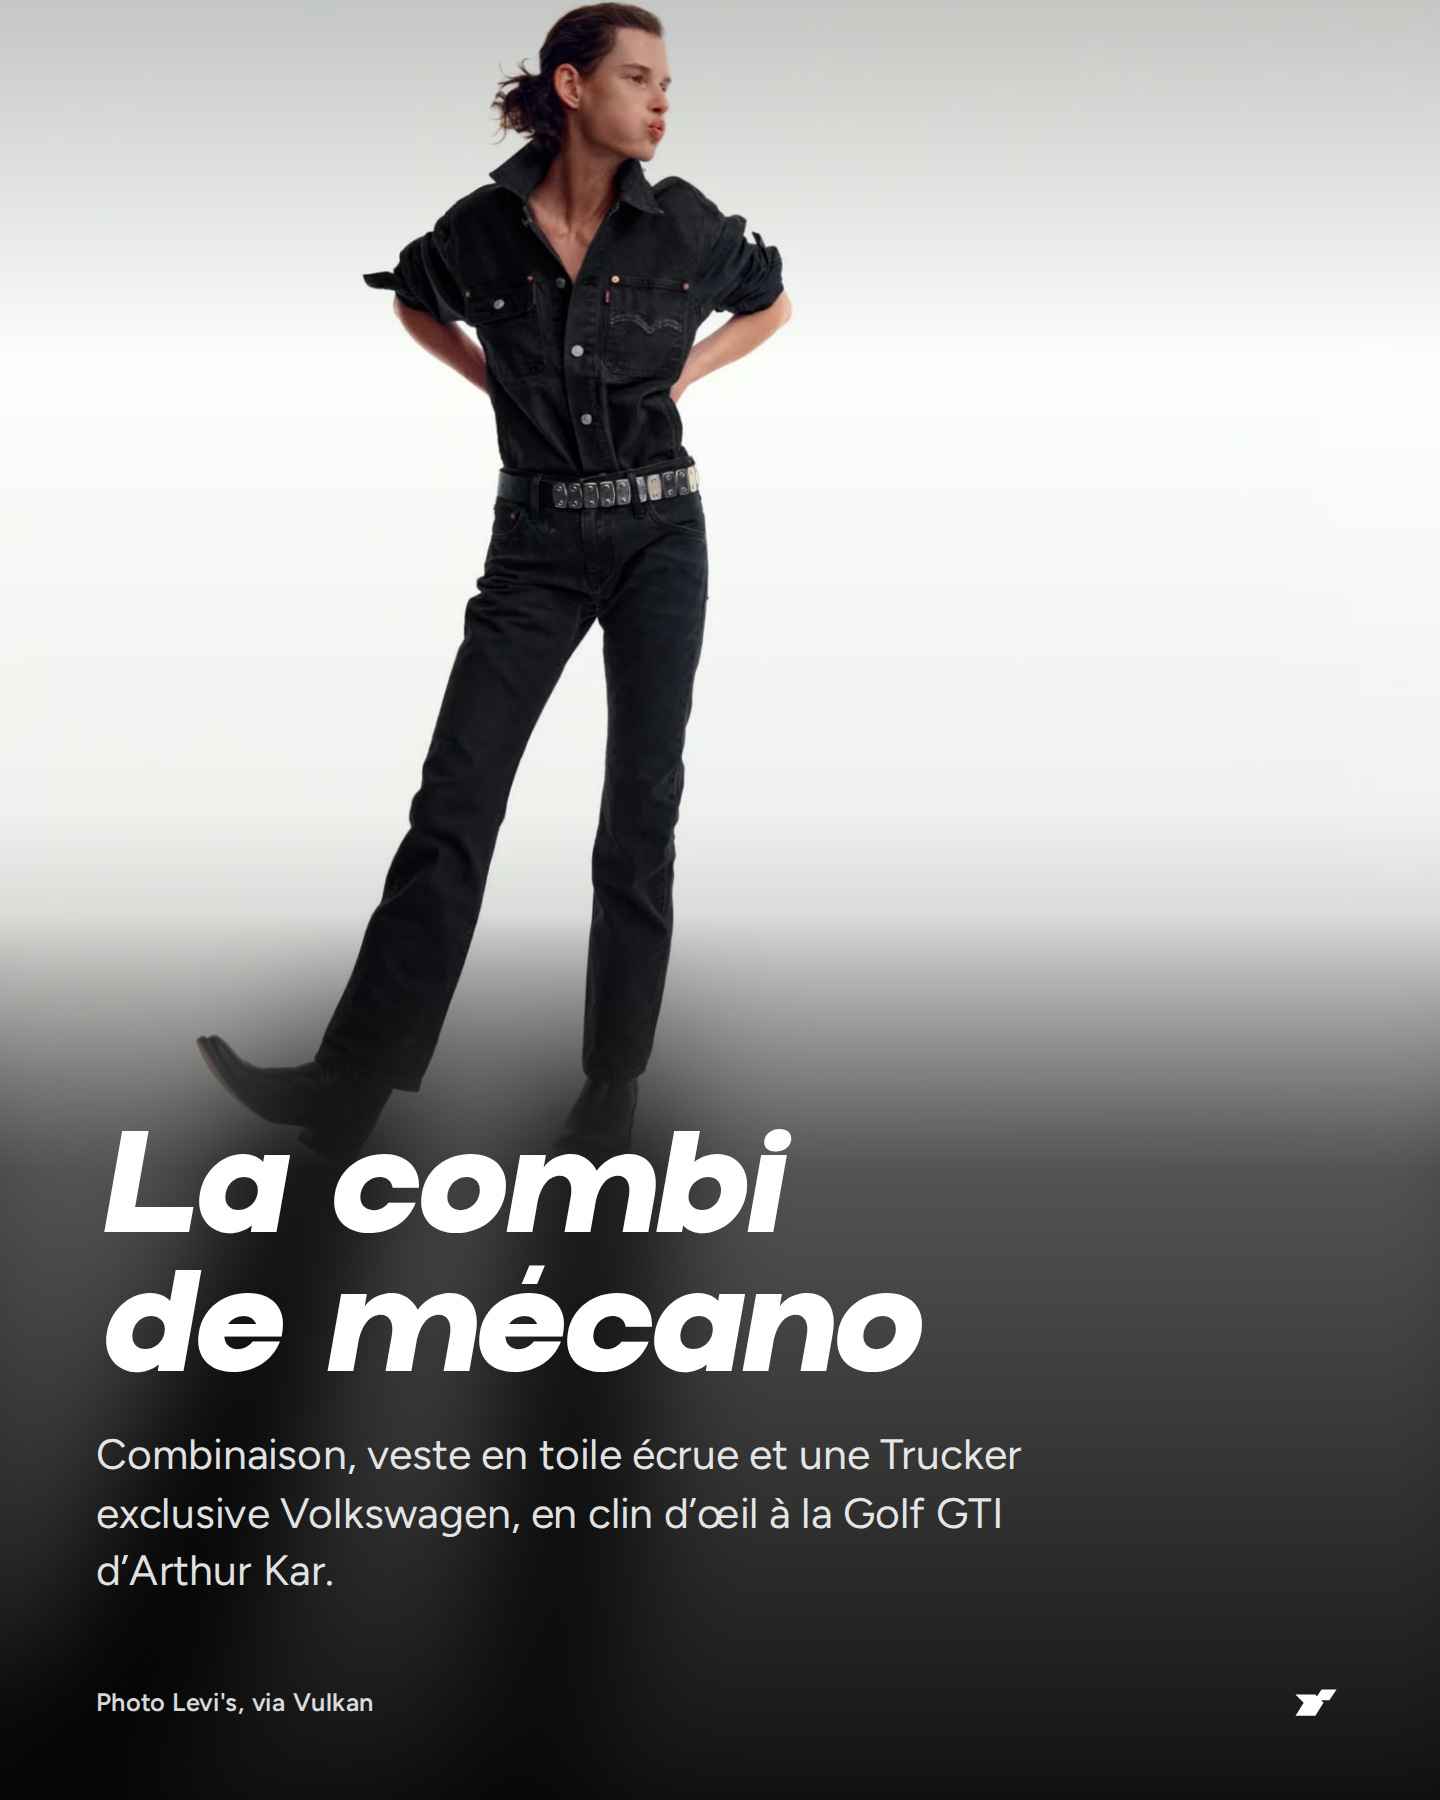 La combi
de mécano
Combinaison, veste en toile écrue et une Trucker
exclusive Volkswagen, en clin d’œil à la Golf GTI
d’Arthur Kar.
Photo Levi's, via Vulkan